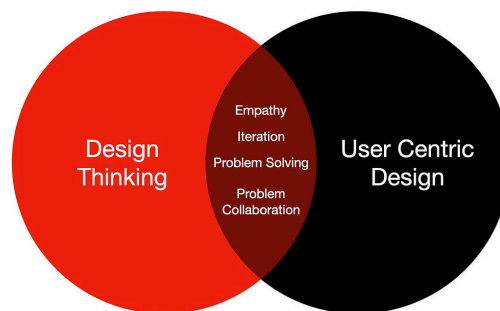 Design
Thinking
Empathy
Iteration
Problem Solving
Problem
Collaboration
User Centric
Design